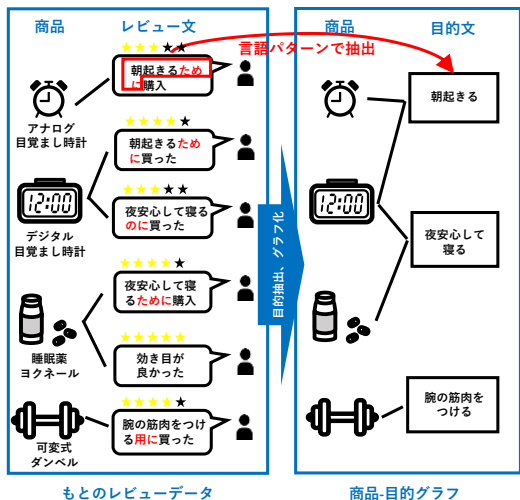 商品
レビュー文
商品
目的文
言語パターンで抽出
朝起きるため
に購入
朝起きる
アナログ
目覚まし時計
朝起きるため
に買った
12:00
デジタル
目覚まし時計
夜安心して寝る
のに買った
目的抽出、グラフ化
12:00
夜安心して
寝る
夜安心して寝
るために購入
睡眠薬
ヨクネール
効き目が
良かった
腕の筋肉をつけ
る用に買った
可変式
ダンベル
腕の筋肉を
つける
もとのレビューデータ
商品-目的グラフ